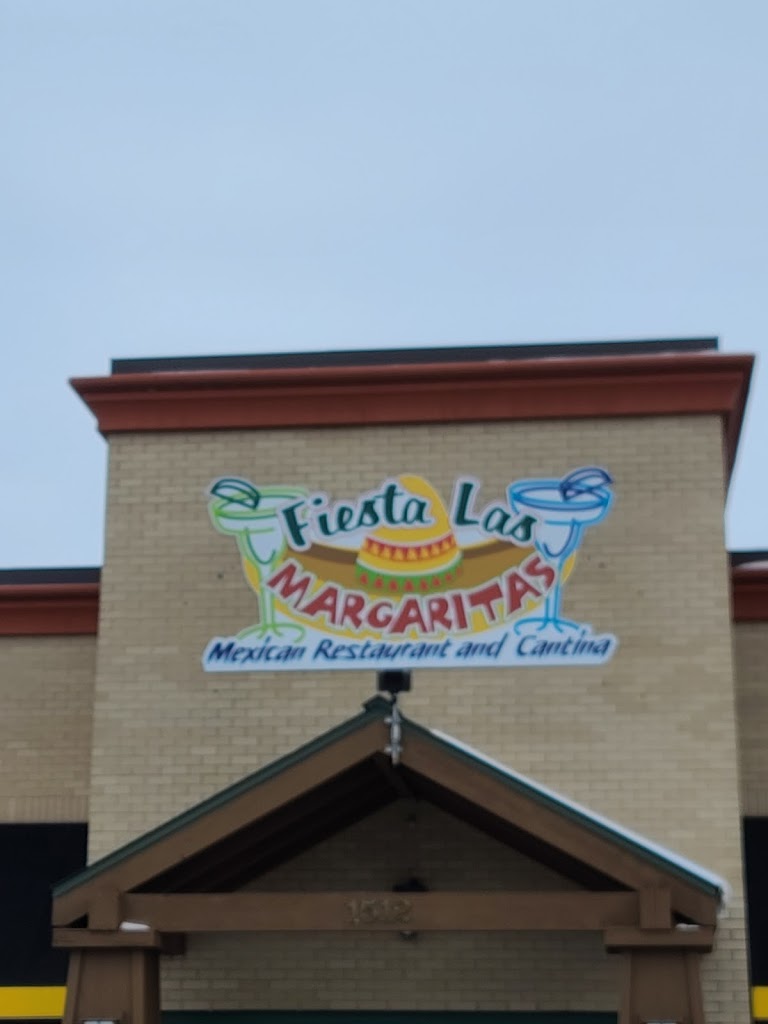 Fiesta Las
MARGARITAS
Mexican Restaurant and Cantina
1512